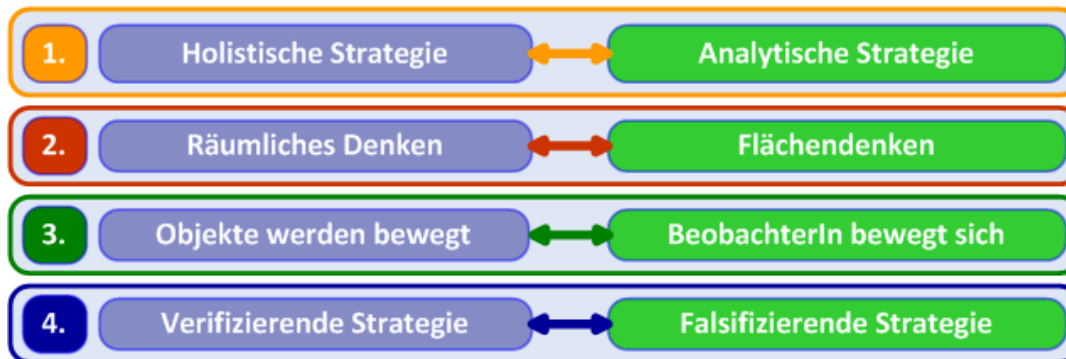 1. Holistische Strategie Analytische Strategie
2. Räumliches Denken Flächendenken
3. Objekte werden bewegt BeobachterIn bewegt sich
4. Verifizierende Strategie Falsifizierende Strategie